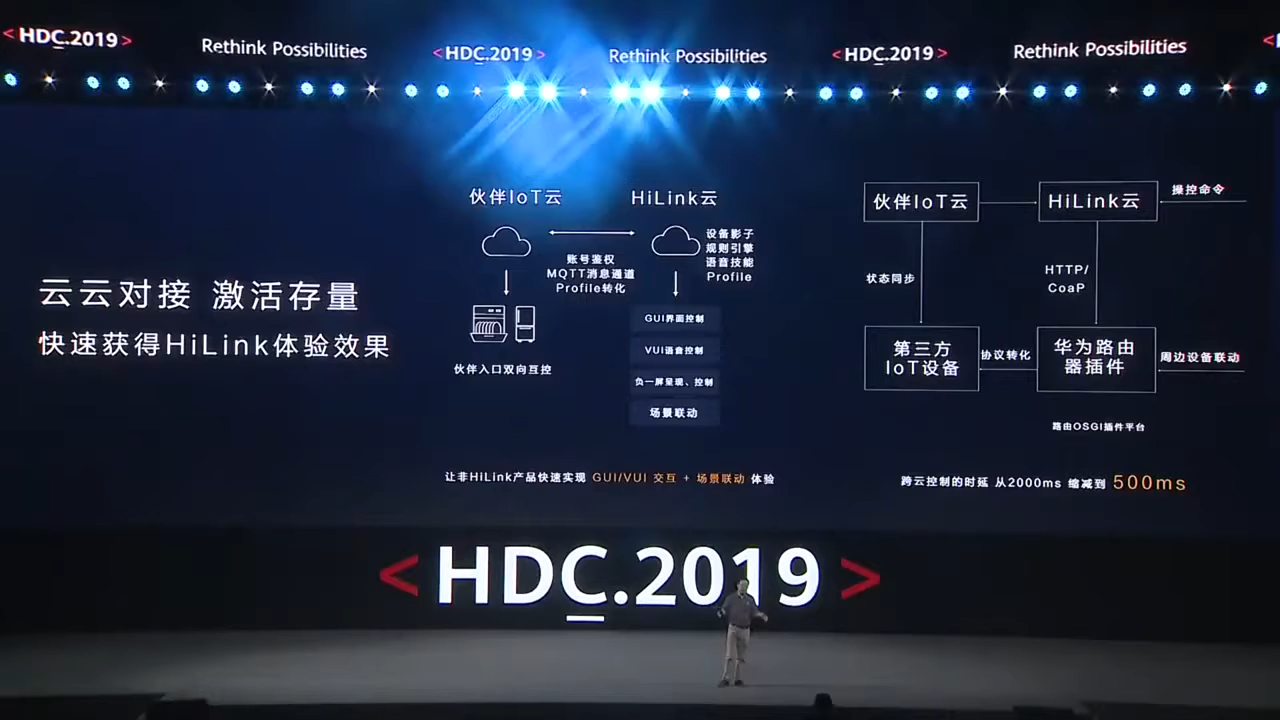 <HDC.2019>
Rethink Possibilities
<HDC.2019>
Rethink Possibilities
<HDC.2019>
Rethink Possibilities
云云对接 激活存量
快速获得HiLink体验效果
伙伴IoT云
HiLink云
账号鉴权
MQTT消息通道
Profile转化
设备影子
规则引擎
语音技能
Profile
伙伴入口双向互控
GUI界面控制
VUI语音控制
负一屏呈现、控制
场景联动
让非HiLink产品快速实现 GUI/VUI 交互 + 场景联动 体验
伙伴IoT云
HiLink云
操控命令
状态同步
HTTP/
CoaP
第三方
IoT设备
协议转化
华为路由
器插件
周边设备联动
路由OSGI插件平台
跨云控制的时延 从2000ms 缩减到 500ms
<HDC.2019>